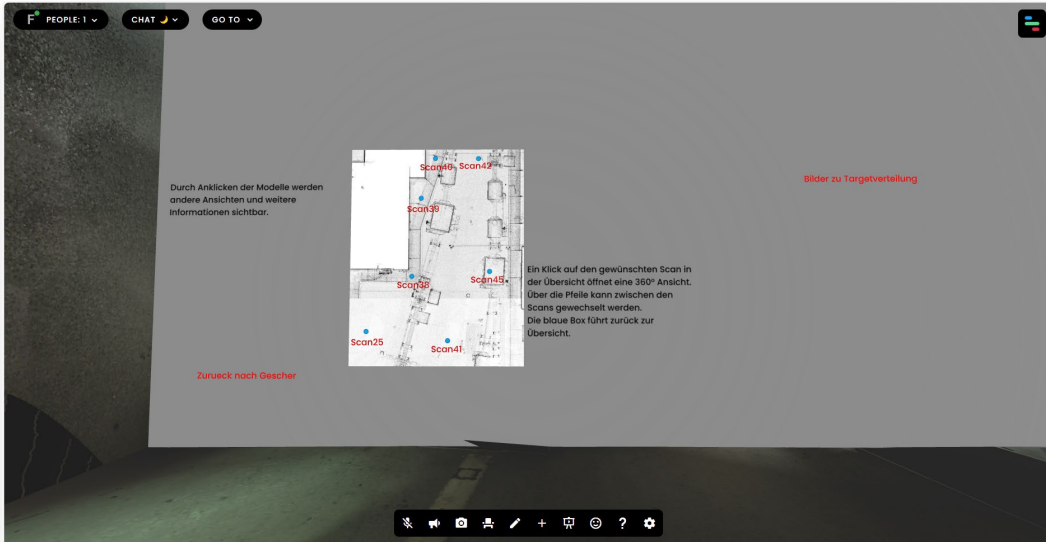 F PEOPLE: 1
CHAT
GO TO
Durch Anklicken der Modelle werden
andere Ansichten und weitere
Informationen sichtbar.
Scan40
Scan42
Scan39
Scan38
Scan45
Scan25
Scan41
Bilder zu Targetverteilung
Ein Klick auf den gewünschten Scan in
der Übersicht öffnet eine 360° Ansicht.
Über die Pfeile kann zwischen den
Scans gewechselt werden.
Die blaue Box führt zurück zur
Übersicht.
Zurueck nach Gescher